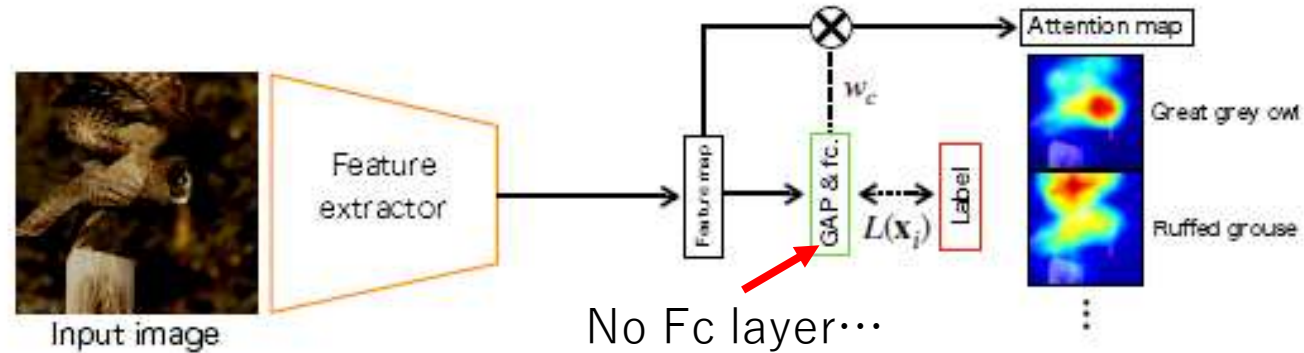 Attention map
w_c
Great grey owl
Feature
extractor
Feature map
GAP & fc.
L(x_i)
Label
Ruffed grouse
Input image
No Fc layer…